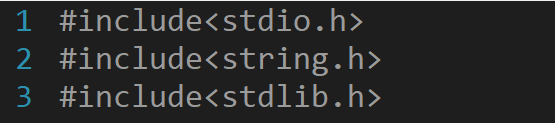 1 #include<stdio.h>
2 #include<string.h>
3 #include<stdlib.h>